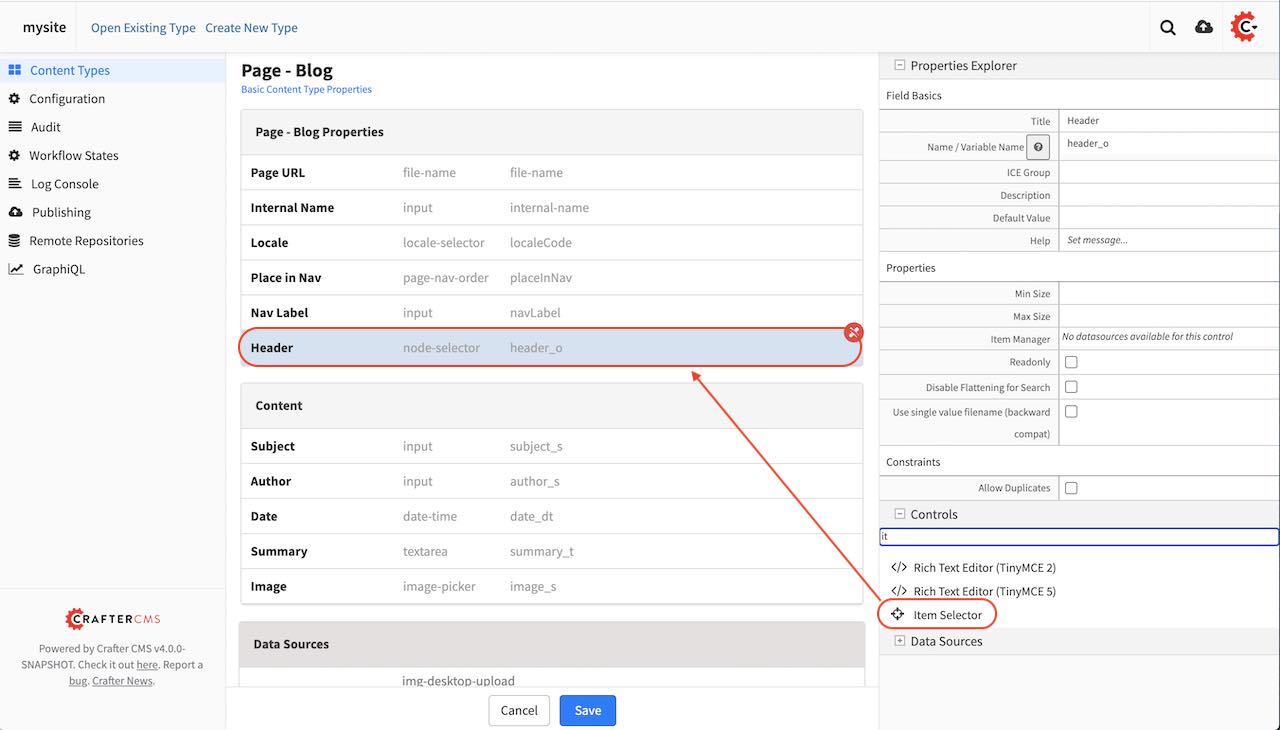 mysite Open Existing Type Create New Type
Content Types
Configuration
Audit
Workflow States
Log Console
Publishing
Remote Repositories
GraphiQL
CRAFTERCMS
Powered by Crafter CMS v4.0.0-
SNAPSHOT. Check it out here. Report a
bug. Crafter News.
Page - Blog
Basic Content Type Properties
Page - Blog Properties
Page URL file-name file-name
Internal Name input internal-name
Locale locale-selector localeCode
Place in Nav page-nav-order placeInNav
Nav Label input navLabel
Header node-selector header_o
Content
Subject input subject_s
Author input author_s
Date date-time date_dt
Summary textarea summary_t
Image image-picker image_s
Data Sources
img-desktop-upload
Cancel Save
Properties Explorer
Field Basics
Title Header
Name / Variable Name ? header_o
ICE Group
Description
Default Value
Help Set message...
Properties
Min Size
Max Size
Item Manager No datasources available for this control
Readonly
Disable Flattening for Search
Use single value filename (backward
compat)
Constraints
Allow Duplicates
Controls
it
</> Rich Text Editor (TinyMCE 2)
</> Rich Text Editor (TinyMCE 5)
Item Selector
Data Sources